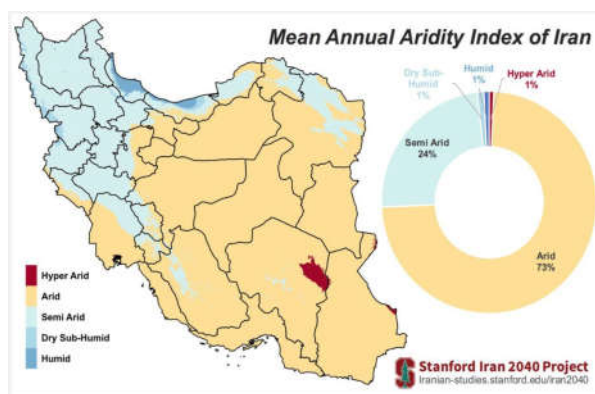 Mean Annual Aridity Index of Iran
Dry Sub-
Humid
1%
Humid
1%
Hyper Arid
1%
Semi Arid
24%
Arid
73%
Hyper Arid
Arid
Semi Arid
Dry Sub-Humid
Humid
Stanford Iran 2040 Project
Iranian-studies.stanford.edu/iran2040